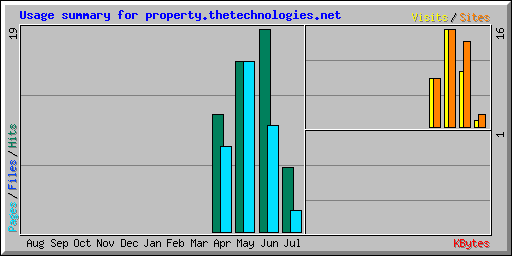 Usage summary for property.thetechnologies.net
Visits/Sites
19
16
Pages/Files/Hits
1
Aug Sep Oct Nov Dec Jan Feb Mar Apr May Jun Jul
KBytes